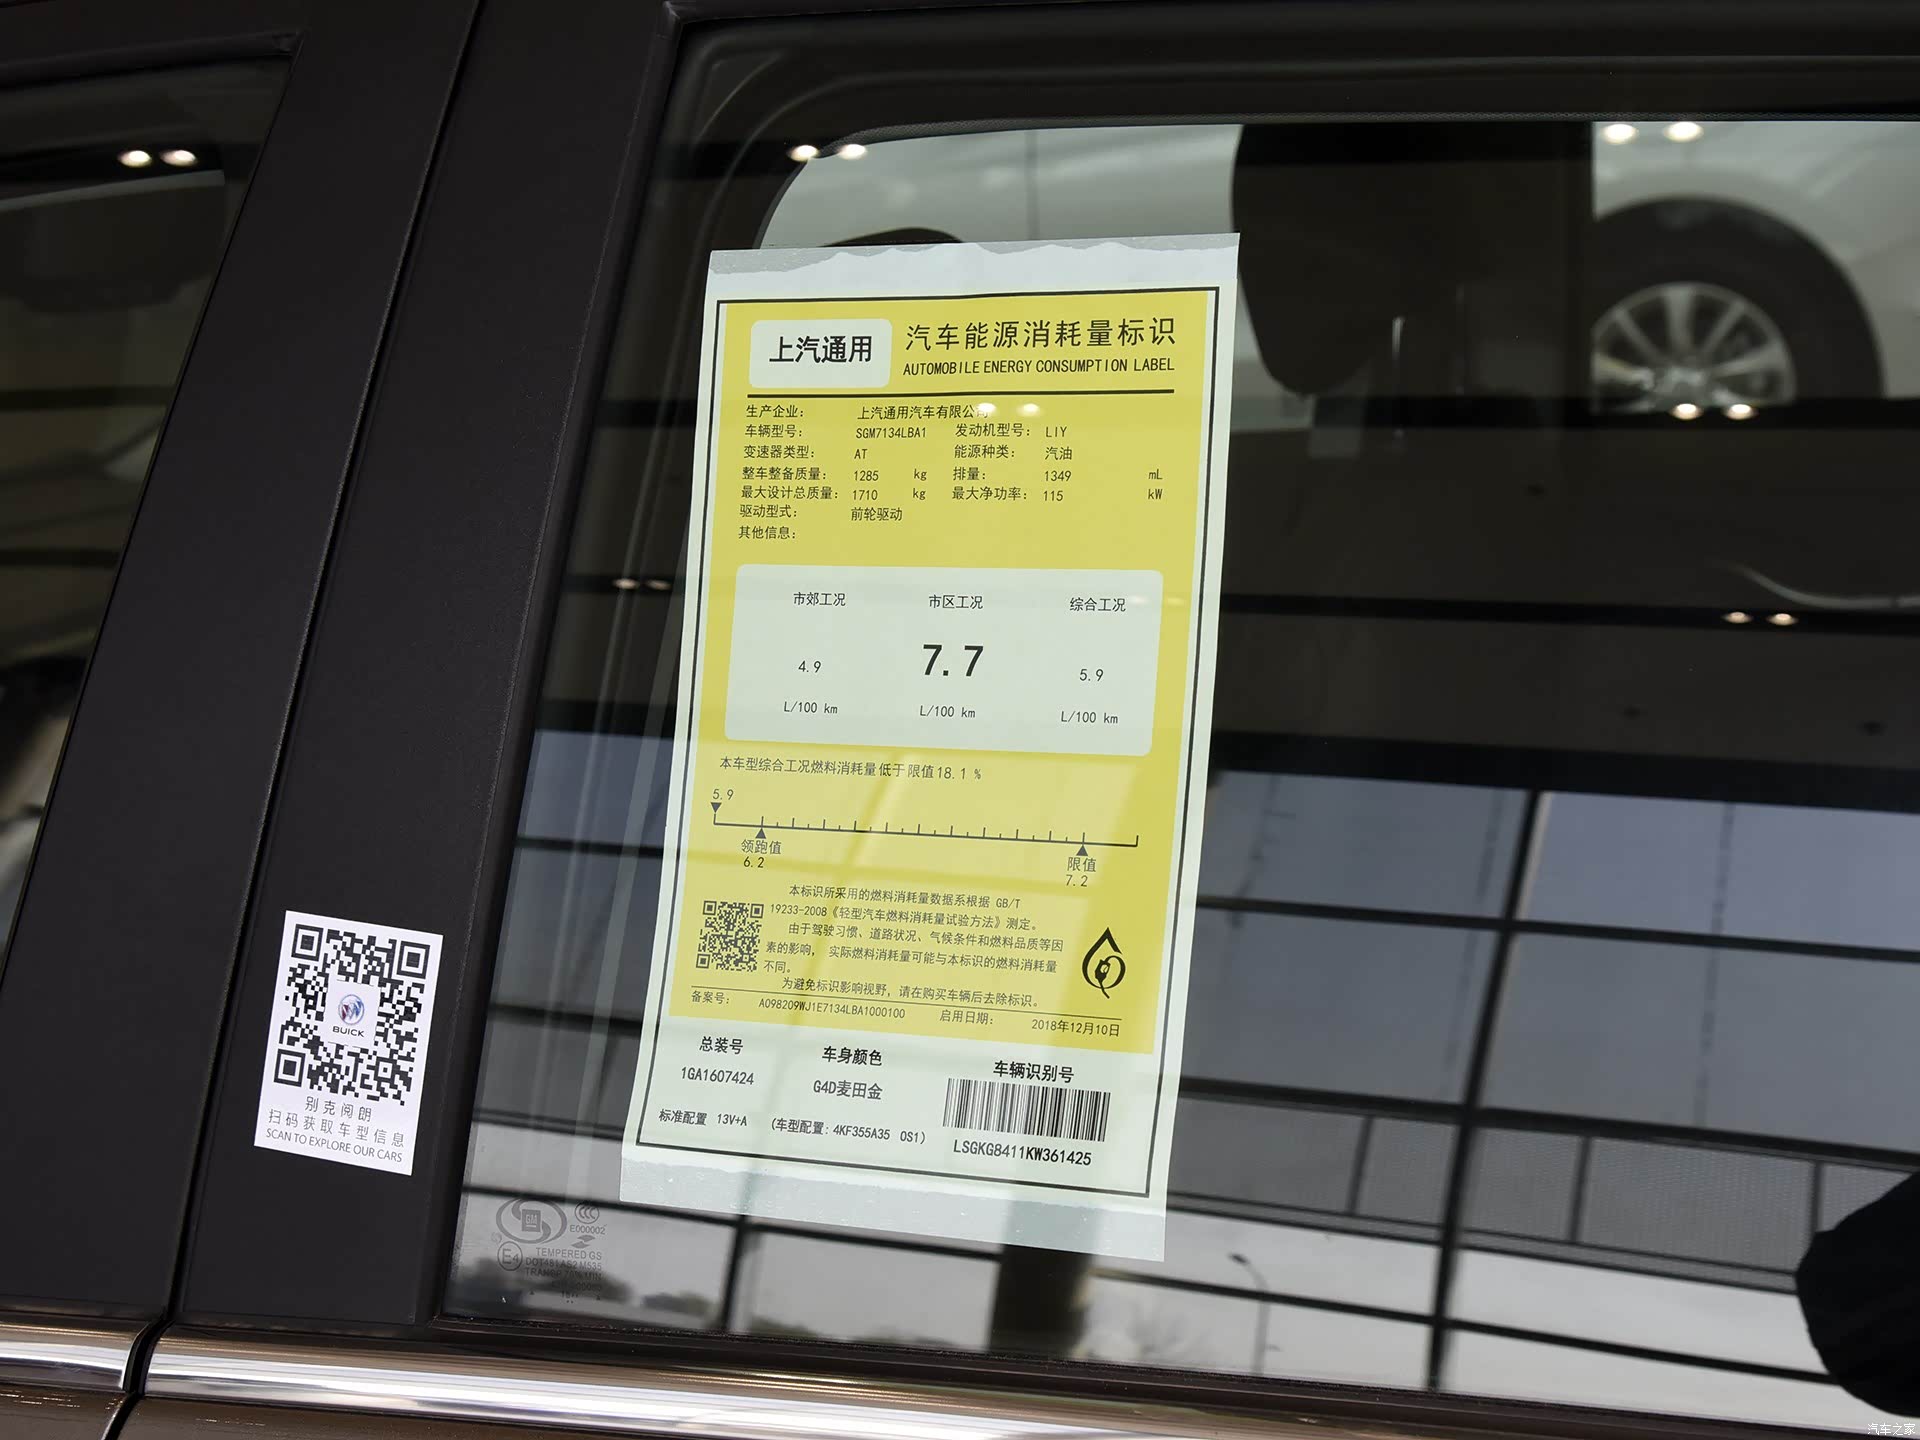 上汽通用
汽车能源消耗量标识
AUTOMOBILE ENERGY CONSUMPTION LABEL
生产企业： 上汽通用汽车有限公司
车辆型号： SGM7134LBA1 发动机型号： LIY
变速器类型： AT 能源种类： 汽油
整车整备质量： 1285 kg 排量： 1349 mL
最大设计总质量： 1710 kg 最大净功率： 115 kW
驱动型式： 前轮驱动
其他信息：
市郊工况 市区工况 综合工况
4.9 7.7 5.9
L/100 km L/100 km L/100 km
本车型综合工况燃料消耗量低于限值18.1 %
5.9
领跑值 限值
6.2 7.2
本标识所采用的燃料消耗量数据系根据 GB/T
19233-2008《轻型汽车燃料消耗量试验方法》测定。
由于驾驶习惯、道路状况、气候条件和燃料品质等因
素的影响， 实际燃料消耗量可能与本标识的燃料消耗量
不同。
为避免标识影响视野，请在购买车辆后去除标识。
备案号： A098209WJ1E7134LBA1000100 启用日期： 2018年12月10日
总装号 车身颜色 车辆识别号
1GA1607424 G4D麦田金
标准配置 13V+A (车型配置: 4KF355A35 0S1)
LSGKG8411KW361425
BUICK
别克阅朗
扫码获取车型信息
SCAN TO EXPLORE OUR CARS
GM
E000002
E4
TEMPERED GS
汽车之家